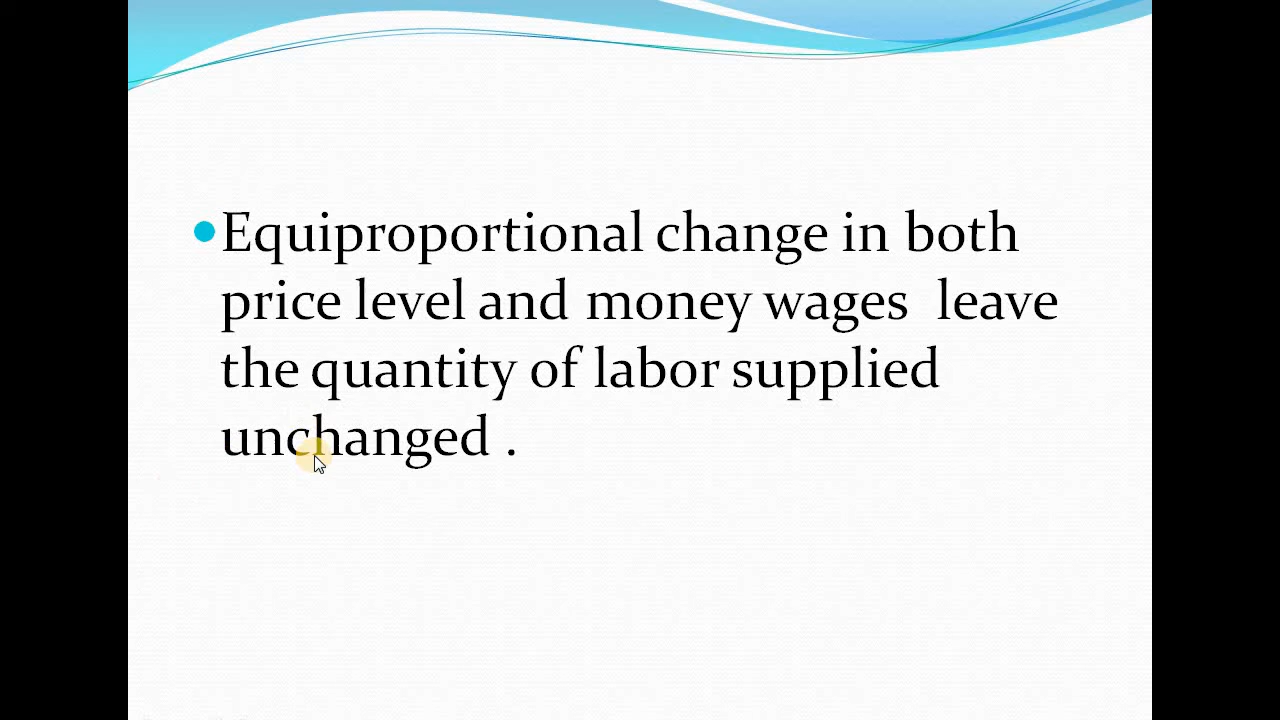 Equiproportional change in both
price level and money wages  leave
the quantity of labor supplied
unchanged .